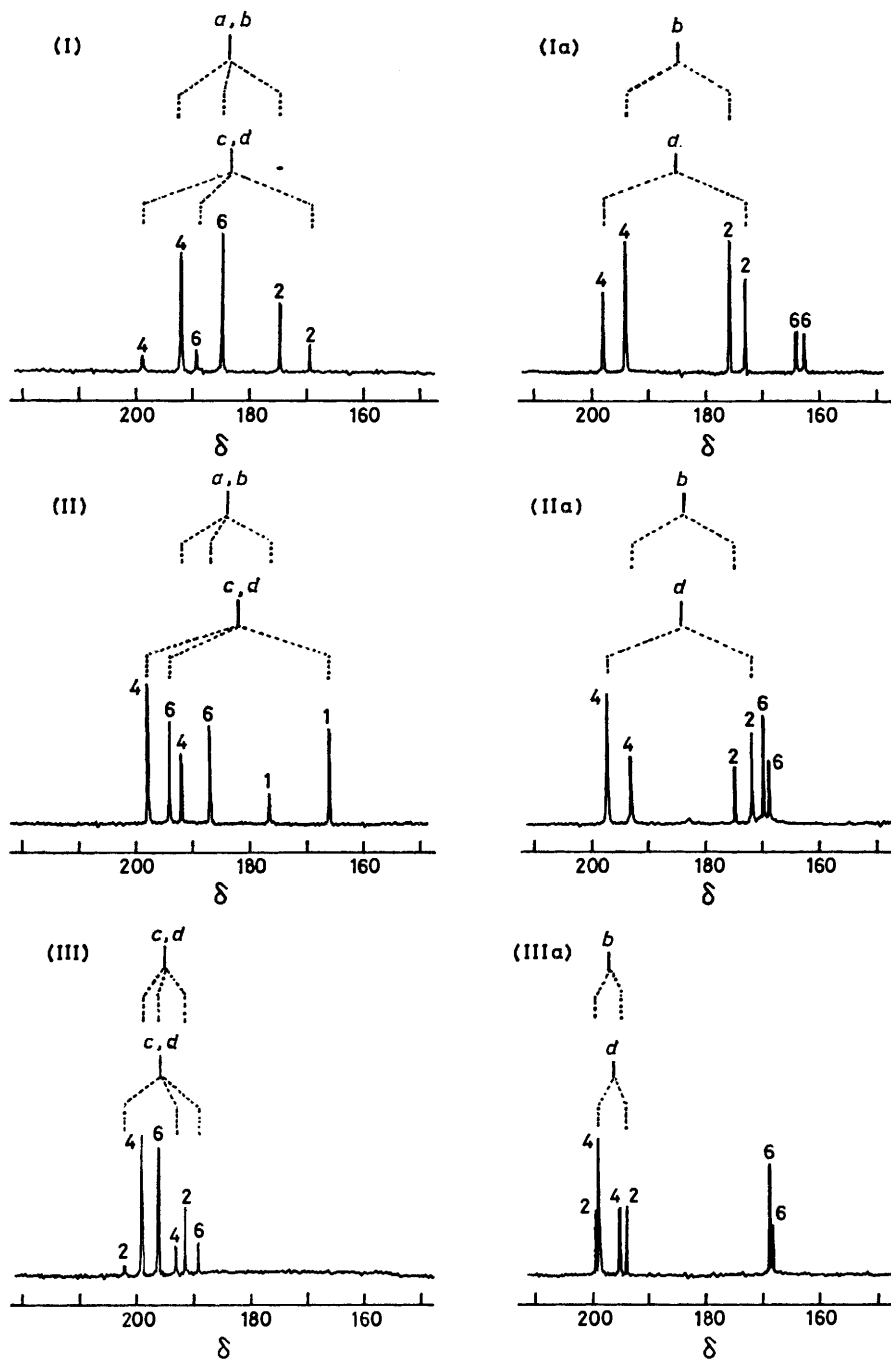 (I)
a, b
c, d
4 4 6 6 2 2
200 180 160
δ
(Ia)
b
d.
4 4 2 2 6 6
200 180 160
δ
(II)
a, b
c, d
4 6 4 6 1 1
200 180 160
δ
(IIa)
b
d
4 4 2 2 6 6
200 180 160
δ
(III)
c, d
c, d
2 4 6 4 2 6
200 180 160
δ
(IIIa)
b
d
2 4 4 2 6 6
200 180 160
δ